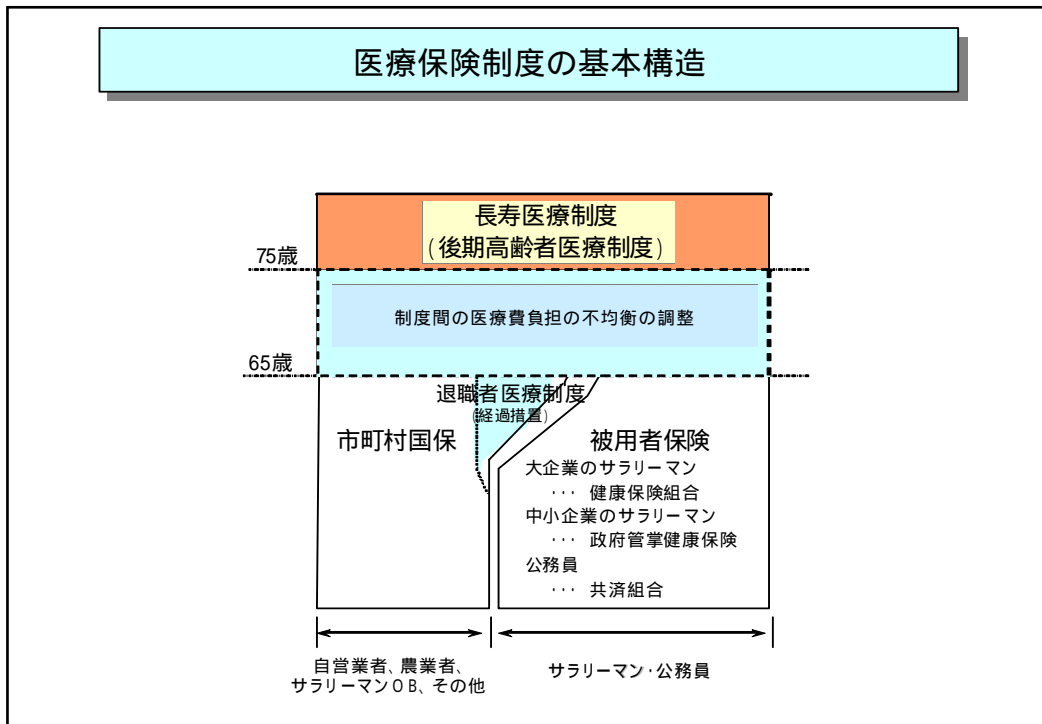 医療保険制度の基本構造
長寿医療制度
(後期高齢者医療制度)
75歳
制度間の医療費負担の不均衡の調整
65歳
退職者医療制度
(経過措置)
市町村国保
被用者保険
大企業のサラリーマン
･･･ 健康保険組合
中小企業のサラリーマン
･･･ 政府管掌健康保険
公務員
･･･ 共済組合
自営業者、農業者、
サラリーマンOB、その他
サラリーマン･公務員